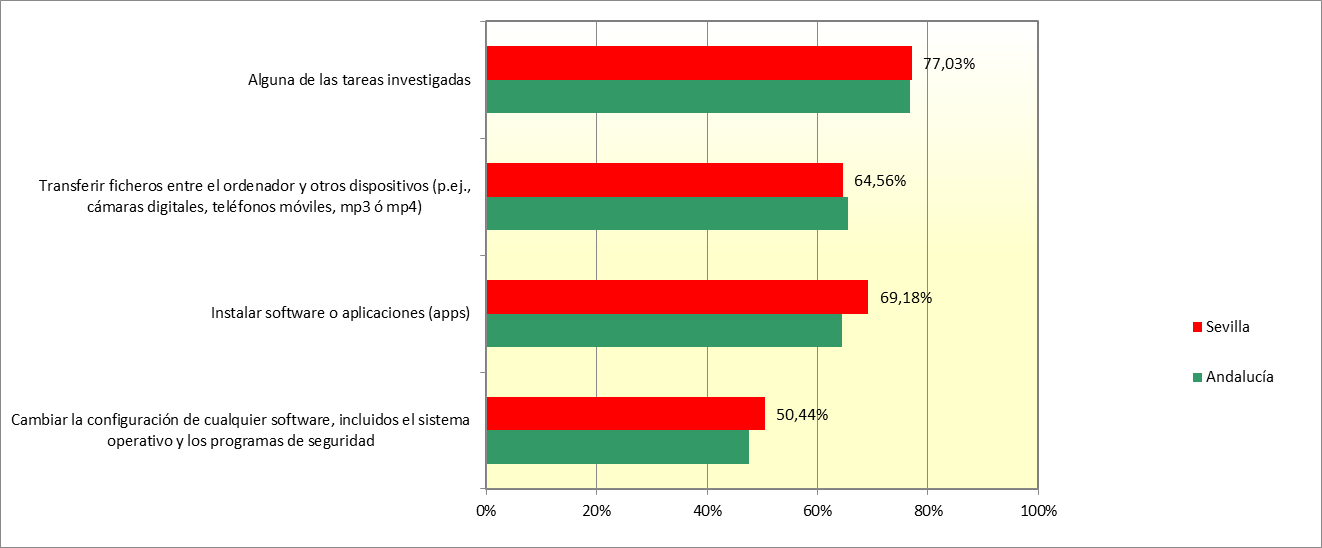 Alguna de las tareas investigadas
77,03%
Transferir ficheros entre el ordenador y otros dispositivos (p.ej.,
cámaras digitales, teléfonos móviles, mp3 ó mp4)
64,56%
Instalar software o aplicaciones (apps)
69,18%
Cambiar la configuración de cualquier software, incluidos el sistema
operativo y los programas de seguridad
50,44%
0%
20%
40%
60%
80%
100%
Sevilla
Andalucía